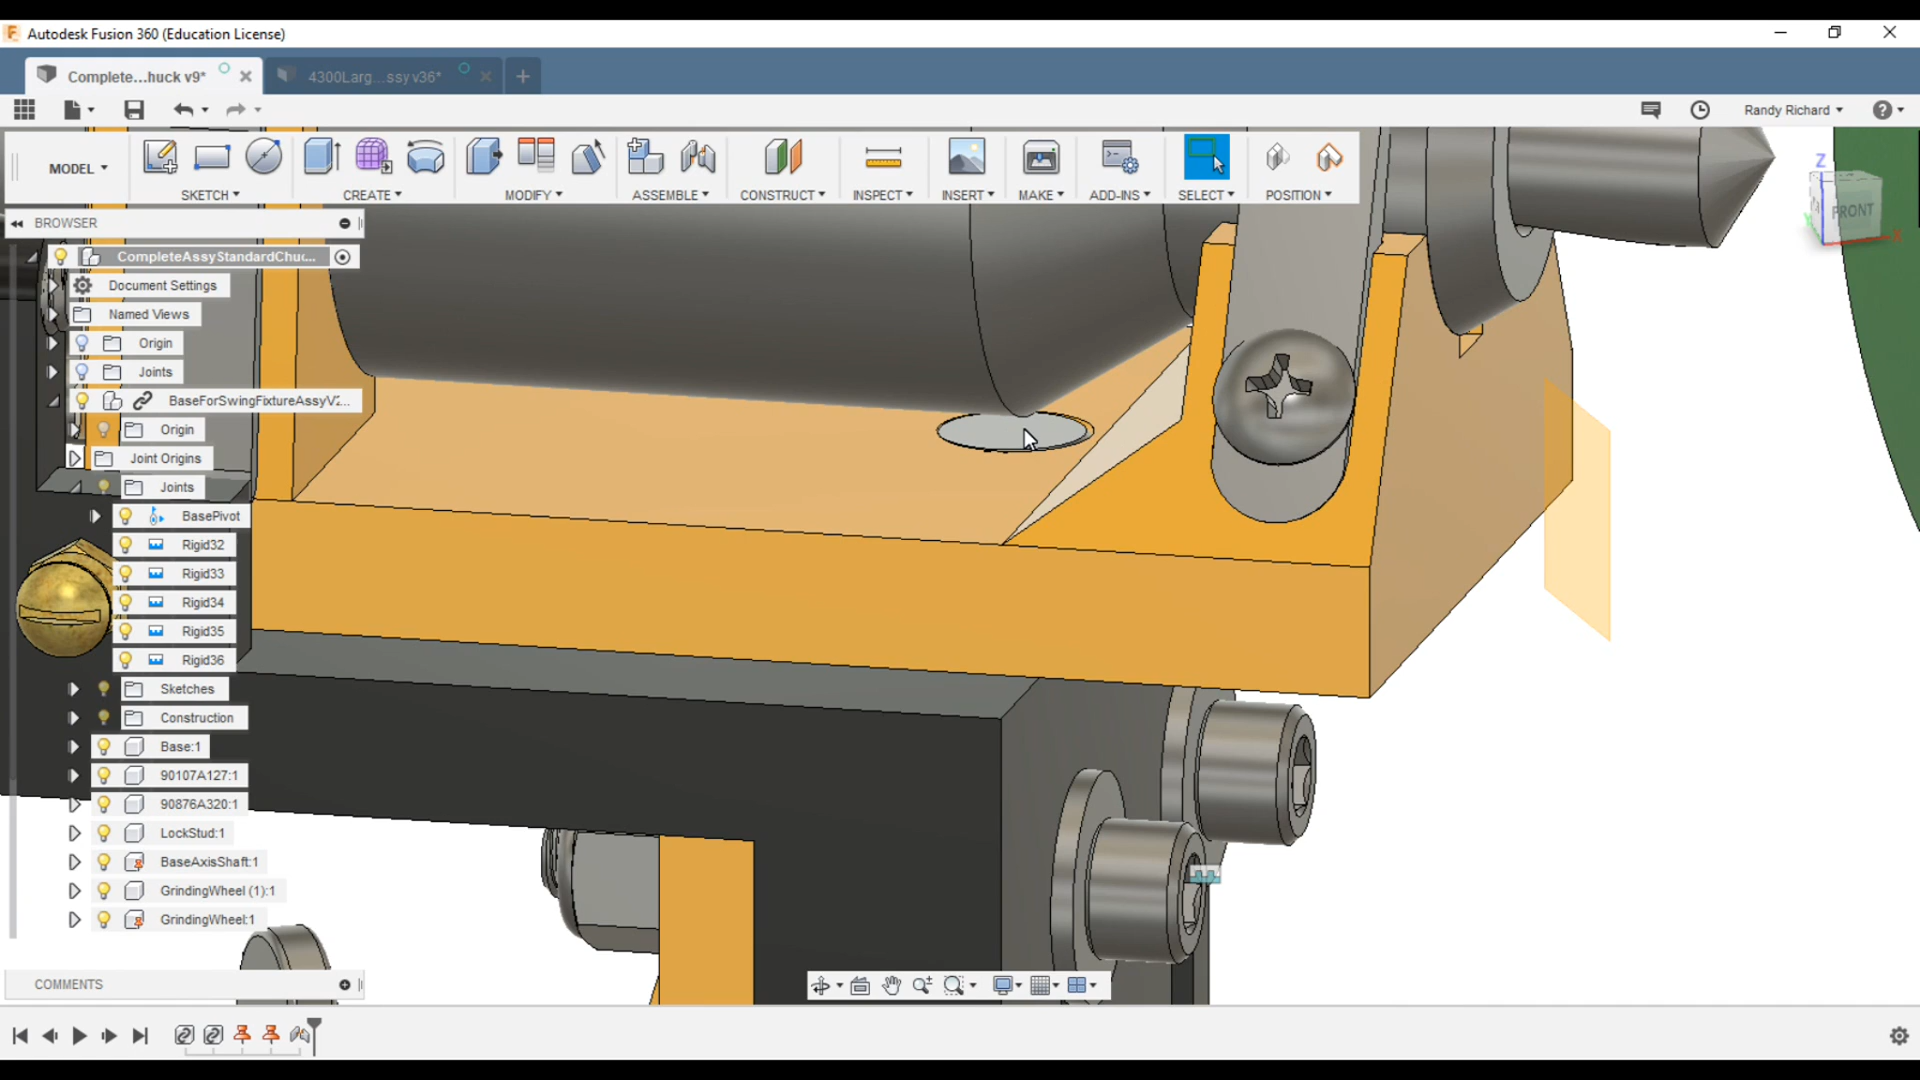 Autodesk Fusion 360 (Education License)
Complete...huck v9*
4300Larg...ssy v36*
Randy Richard
MODEL
SKETCH
CREATE
MODIFY
ASSEMBLE
CONSTRUCT
INSPECT
INSERT
MAKE
ADD-INS
SELECT
POSITION
Z
FRONT
X
BROWSER
CompleteAssyStandardChuc...
Document Settings
Named Views
Origin
Joints
BaseForSwingFixtureAssyV2...
Origin
Joint Origins
Joints
BasePivot
Rigid32
Rigid33
Rigid34
Rigid35
Rigid36
Sketches
Construction
Base:1
90107A127:1
90876A320:1
LockStud:1
BaseAxisShaft:1
GrindingWheel (1):1
GrindingWheel:1
COMMENTS